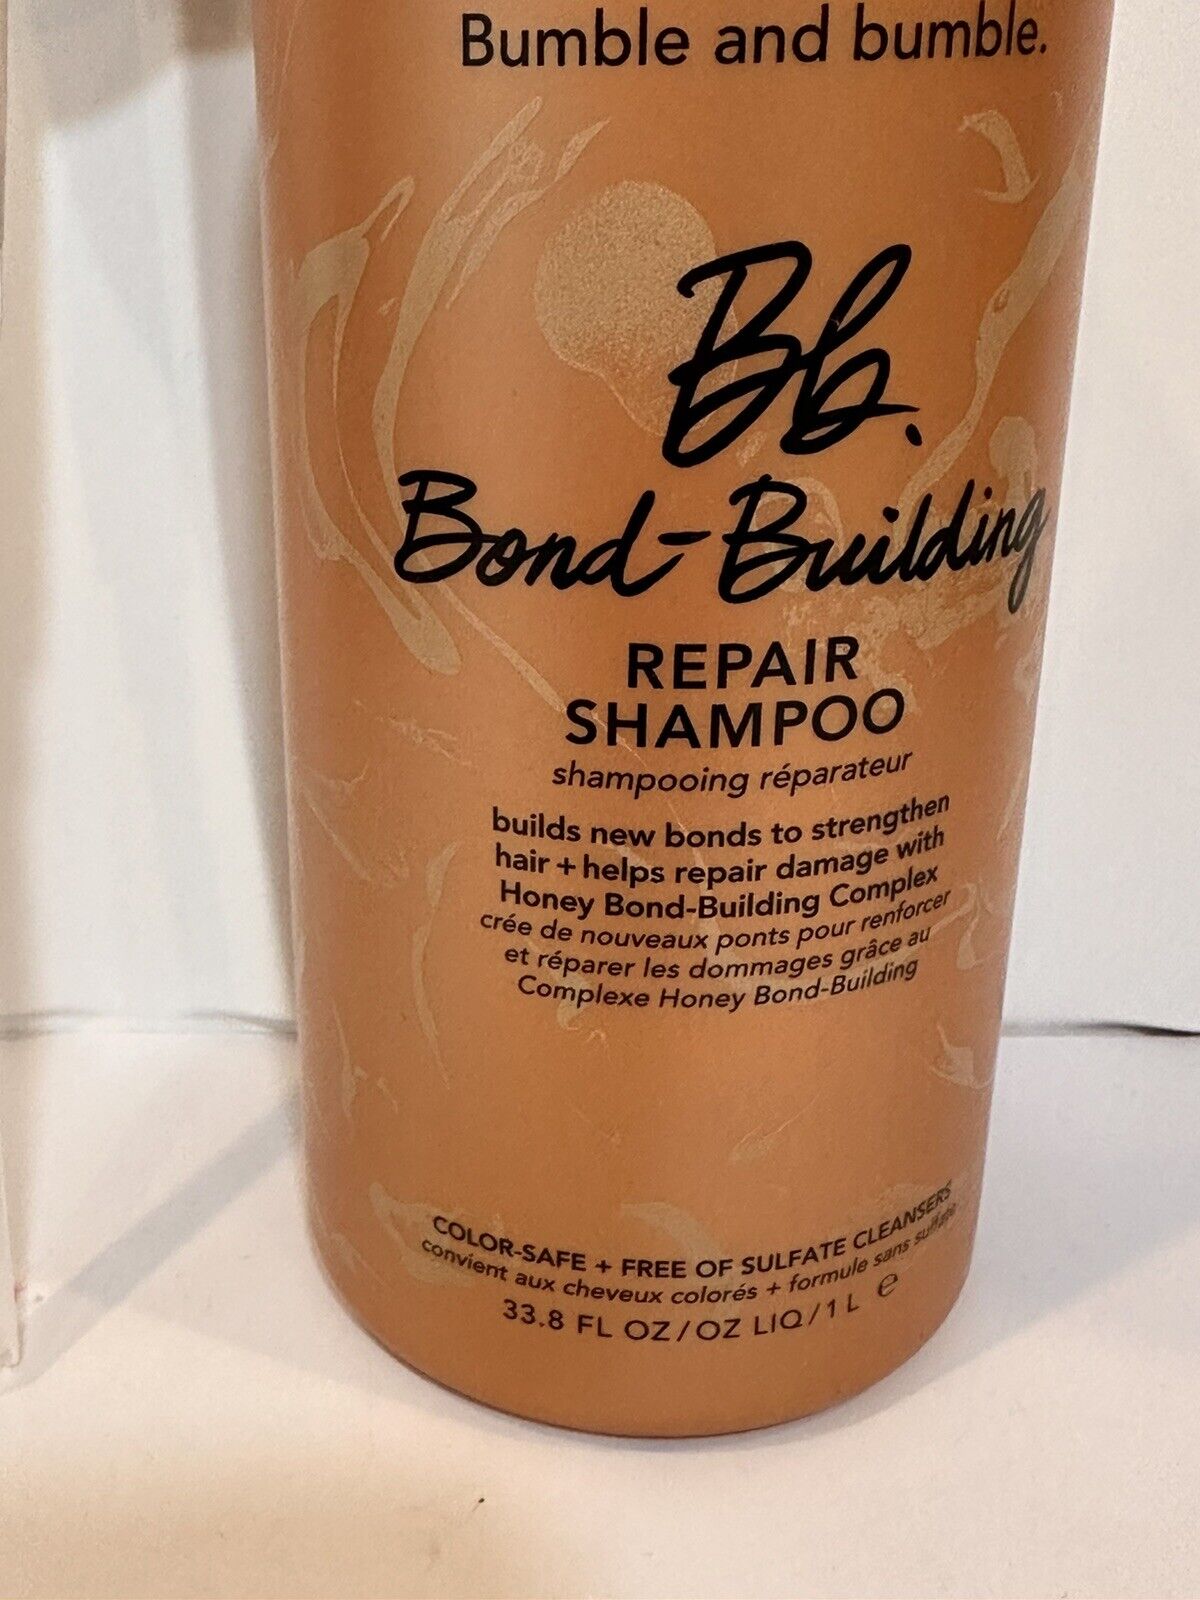 Bumble and bumble.
Bb.
Bond-Building
REPAIR
SHAMPOO
shampooing réparateur
builds new bonds to strengthen
hair + helps repair damage with
Honey Bond-Building Complex
crée de nouveaux ponts pour renforcer
et réparer les dommages grâce au
Complexe Honey Bond-Building
COLOR-SAFE + FREE OF SULFATE CLEANSERS
convient aux cheveux colorés + formule sans sulfate
33.8 FL OZ/OZ LIQ/1 L ℮